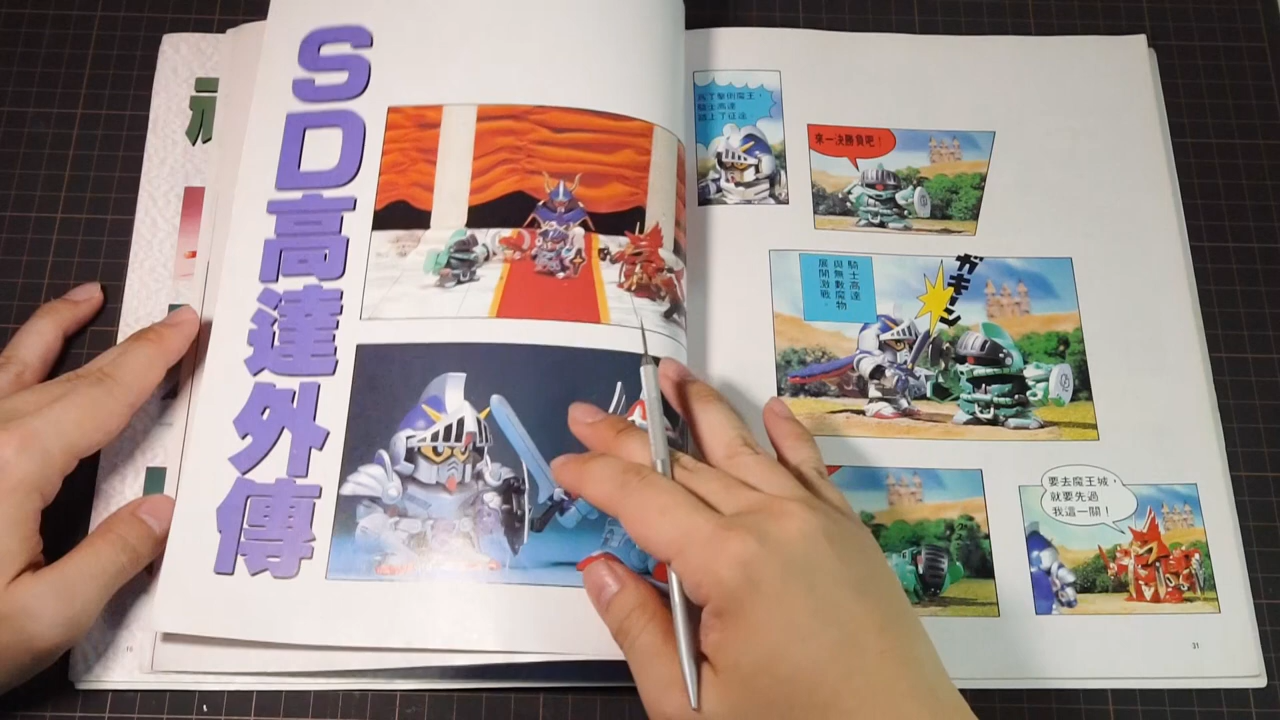 SD高達外傳
為了擊倒魔王，
騎士高達
踏上了征途。
來一決勝負吧！
騎士高達
與無數魔物
展開激戰。
ガキーン
要去魔王城，
就要先過
我這一關！
31